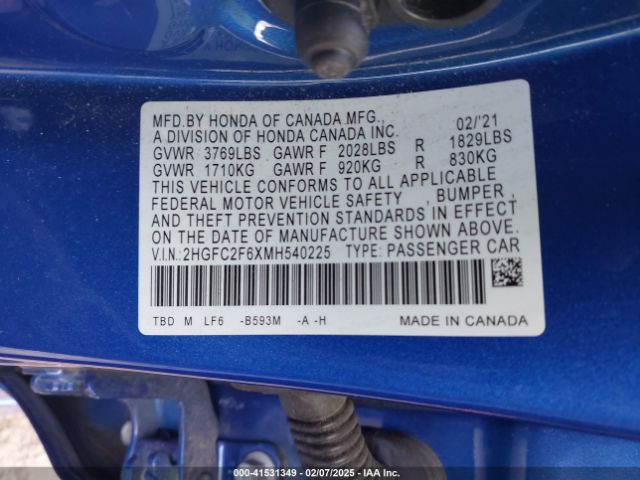 MFD.BY HONDA OF CANADA MFG., 02/'21
A DIVISION OF HONDA CANADA INC.
GVWR 3769LBS GAWR F 2028LBS R 1829LBS
GVWR 1710KG GAWR F 920KG R 830KG
THIS VEHICLE CONFORMS TO ALL APPLICABLE
FEDERAL MOTOR VEHICLE SAFETY , BUMPER ,
AND THEFT PREVENTION STANDARDS IN EFFECT
ON THE DATE OF MANUFACTURE SHOWN ABOVE.
V.I.N.: 2HGFC2F6XMH540225 TYPE: PASSENGER CAR
TBD M LF6 -B593M -A -H MADE IN CANADA
000-41531349 | 02/07/2025 | IAA Inc.